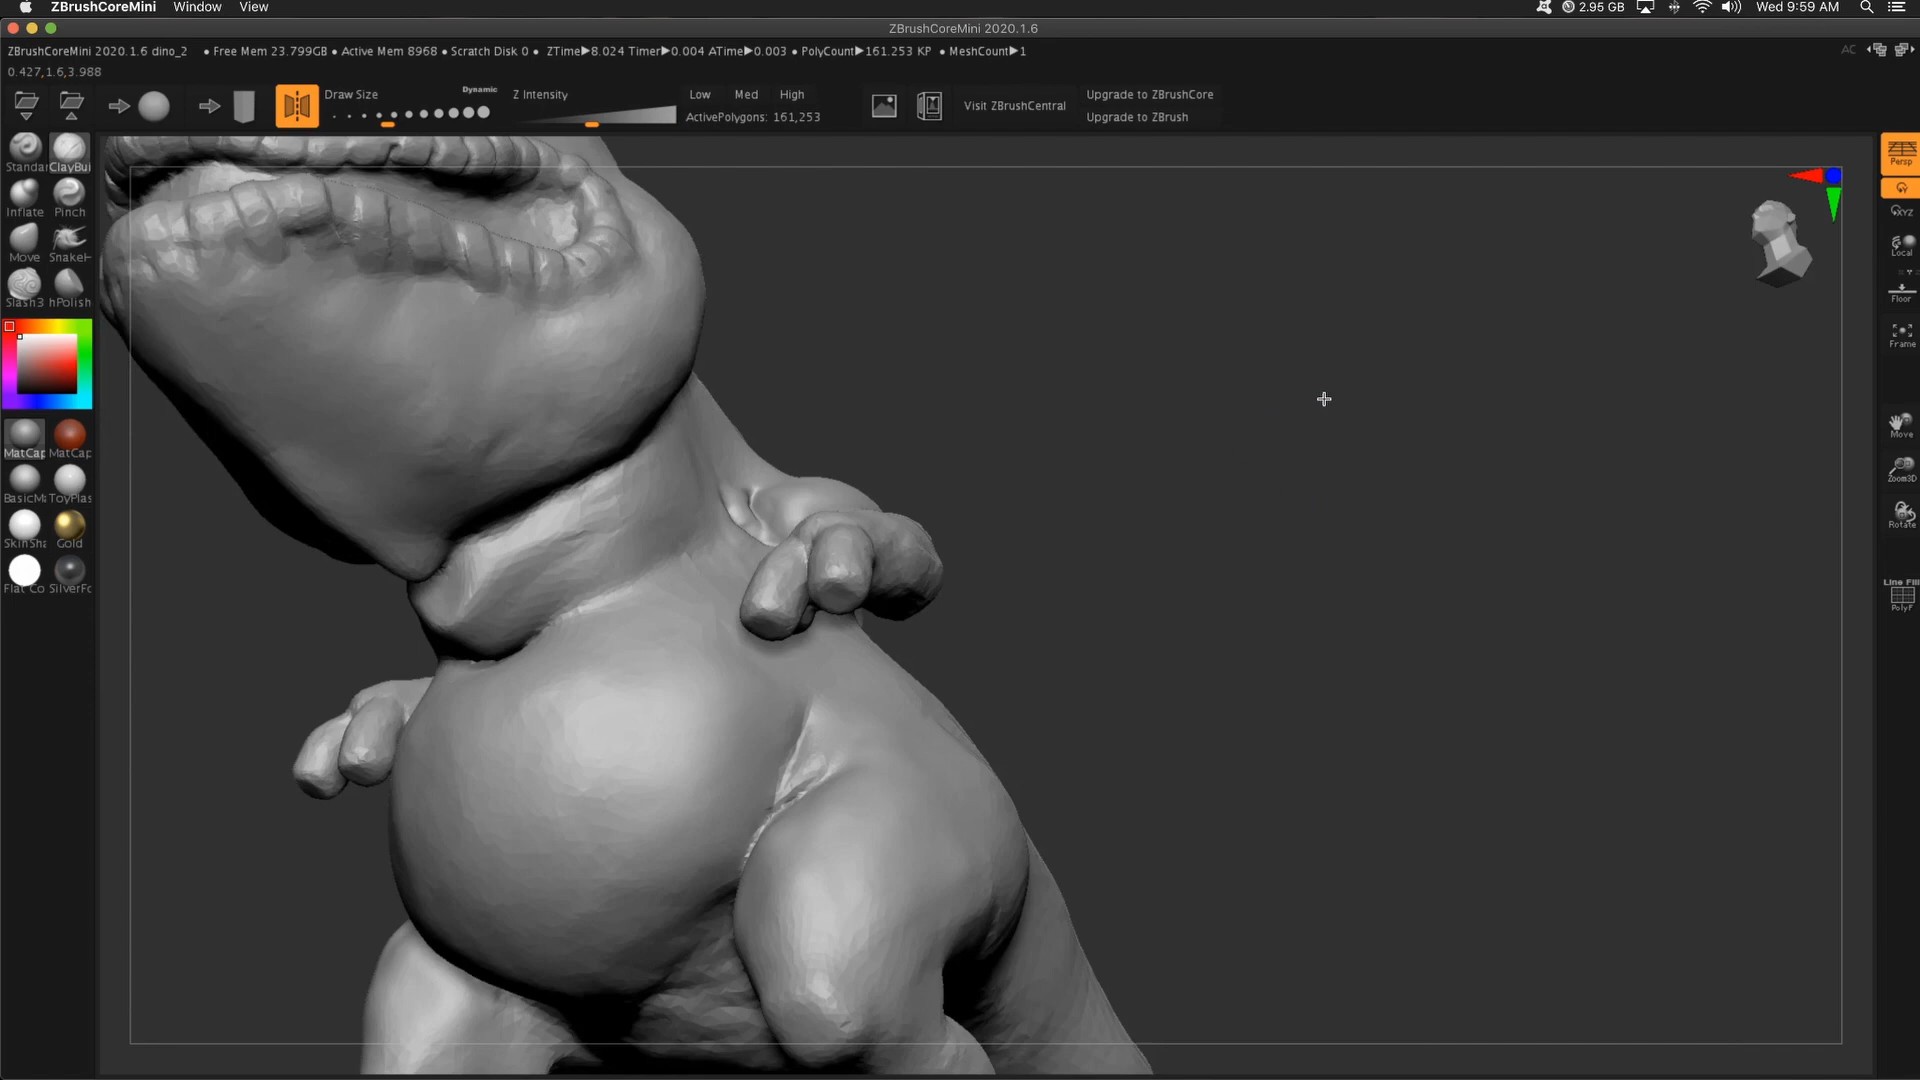 ZBrushCoreMini Window View 2.95 GB Wed 9:59 AM
ZBrushCoreMini 2020.1.6
ZBrushCoreMini 2020.1.6 dino_2 • Free Mem 23.799GB • Active Mem 8968 • Scratch Disk 0 • ZTime▶8.024 Timer▶0.004 ATime▶0.003 • PolyCount▶161.253 KP • MeshCount▶1 AC
0.427,1.6,3.988
Draw Size Dynamic Z Intensity Low Med High Upgrade to ZBrushCore
ActivePolygons: 161,253 Visit ZBrushCentral Upgrade to ZBrush
Standar ClayBui
Inflate Pinch
Move SnakeH
Slash3 hPolish
MatCap MatCap
BasicMa ToyPlas
SkinSha Gold
Flat Co SilverFo
Persp
XYZ
Local
Floor
Frame
Move
Zoom3D
Rotate
Line Fill
PolyF